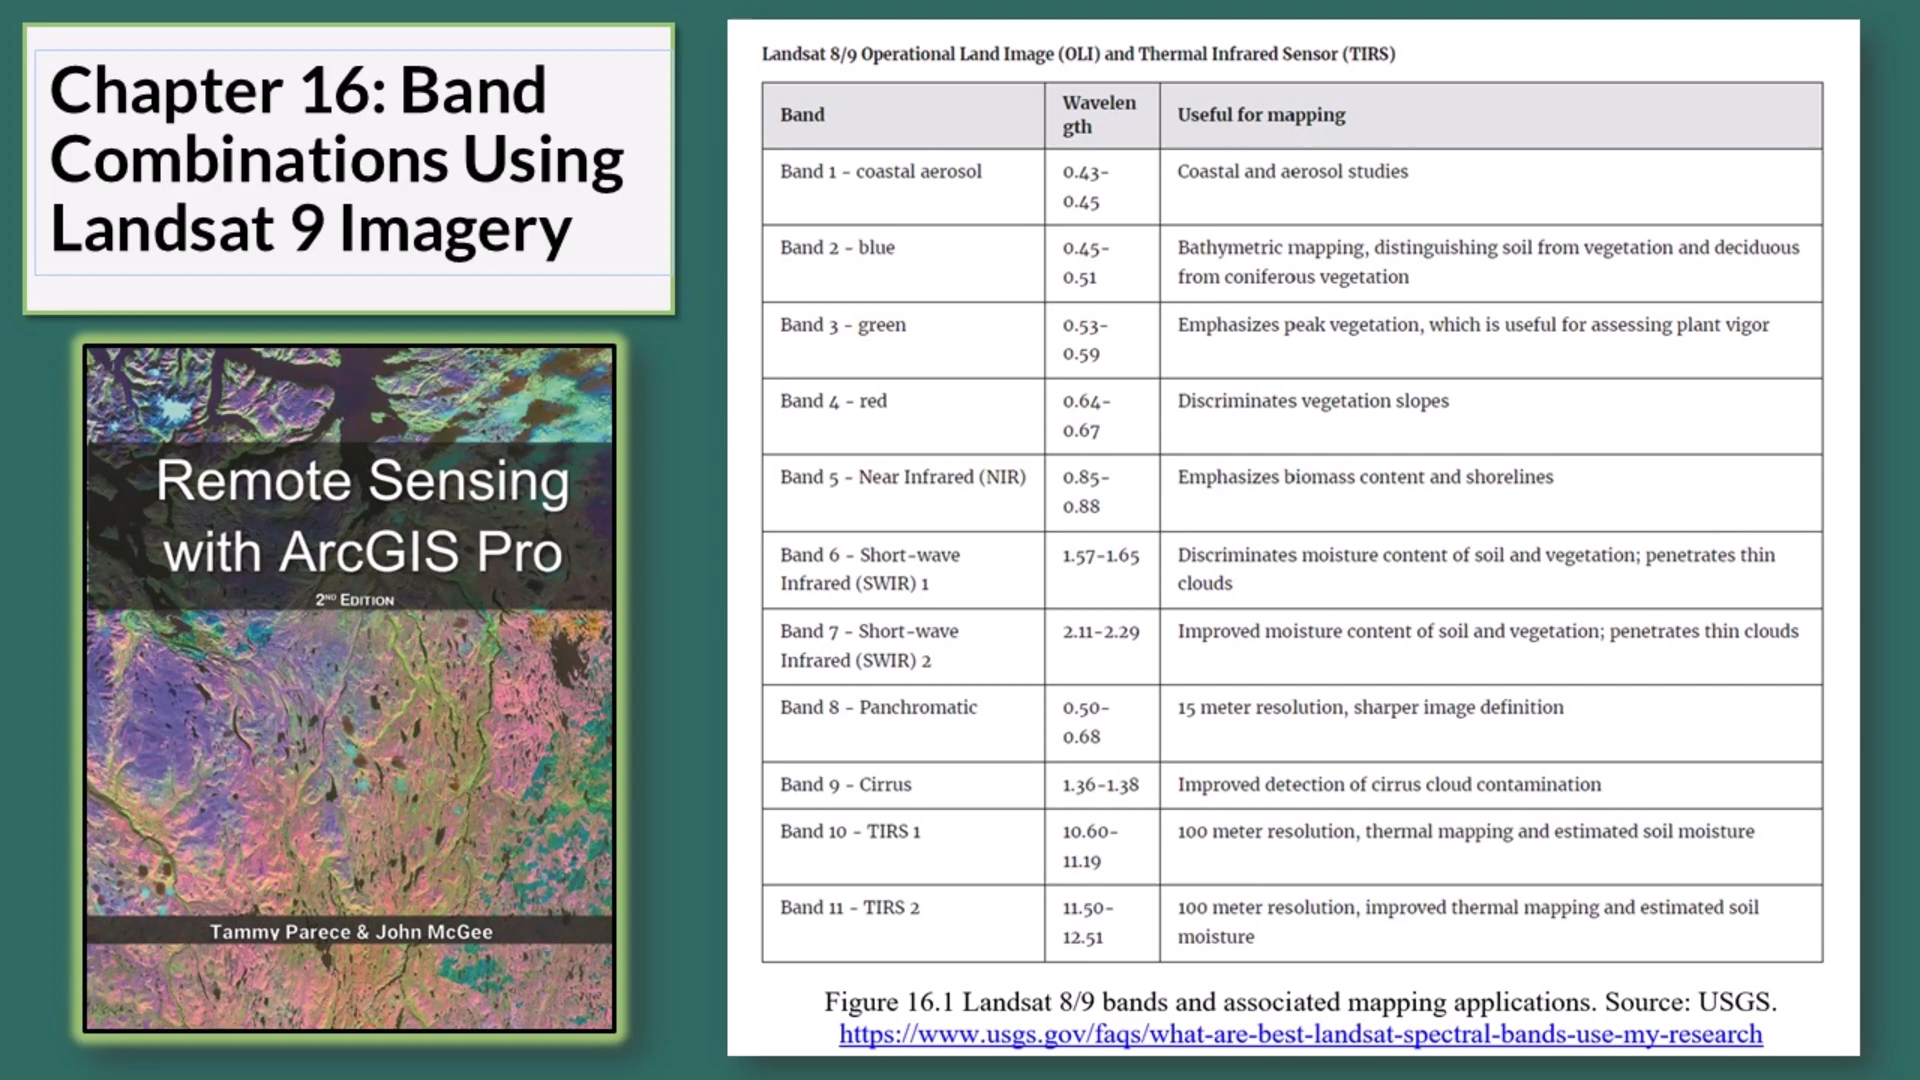 Chapter 16: Band
Combinations Using
Landsat 9 Imagery
Remote Sensing
with ArcGIS Pro
2ND EDITION
Tammy Parece & John McGee
Landsat 8/9 Operational Land Image (OLI) and Thermal Infrared Sensor (TIRS)
Band
Wavelen
gth
Useful for mapping
Band 1 - coastal aerosol
0.43-
0.45
Coastal and aerosol studies
Band 2 - blue
0.45-
0.51
Bathymetric mapping, distinguishing soil from vegetation and deciduous
from coniferous vegetation
Band 3 - green
0.53-
0.59
Emphasizes peak vegetation, which is useful for assessing plant vigor
Band 4 - red
0.64-
0.67
Discriminates vegetation slopes
Band 5 - Near Infrared (NIR)
0.85-
0.88
Emphasizes biomass content and shorelines
Band 6 - Short-wave
Infrared (SWIR) 1
1.57-1.65
Discriminates moisture content of soil and vegetation; penetrates thin
clouds
Band 7 - Short-wave
Infrared (SWIR) 2
2.11-2.29
Improved moisture content of soil and vegetation; penetrates thin clouds
Band 8 - Panchromatic
0.50-
0.68
15 meter resolution, sharper image definition
Band 9 - Cirrus
1.36-1.38
Improved detection of cirrus cloud contamination
Band 10 - TIRS 1
10.60-
11.19
100 meter resolution, thermal mapping and estimated soil moisture
Band 11 - TIRS 2
11.50-
12.51
100 meter resolution, improved thermal mapping and estimated soil
moisture
Figure 16.1 Landsat 8/9 bands and associated mapping applications. Source: USGS.
https://www.usgs.gov/faqs/what-are-best-landsat-spectral-bands-use-my-research